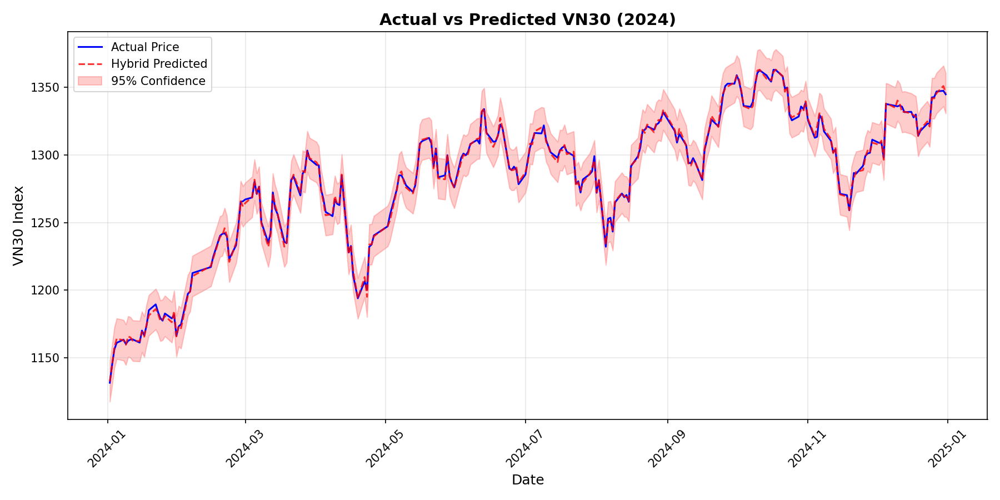 Actual vs Predicted VN30 (2024)
Actual Price
Hybrid Predicted
95% Confidence
VN30 Index
1350
1300
1250
1200
1150
2024-01
2024-03
2024-05
2024-07
2024-09
2024-11
2025-01
Date